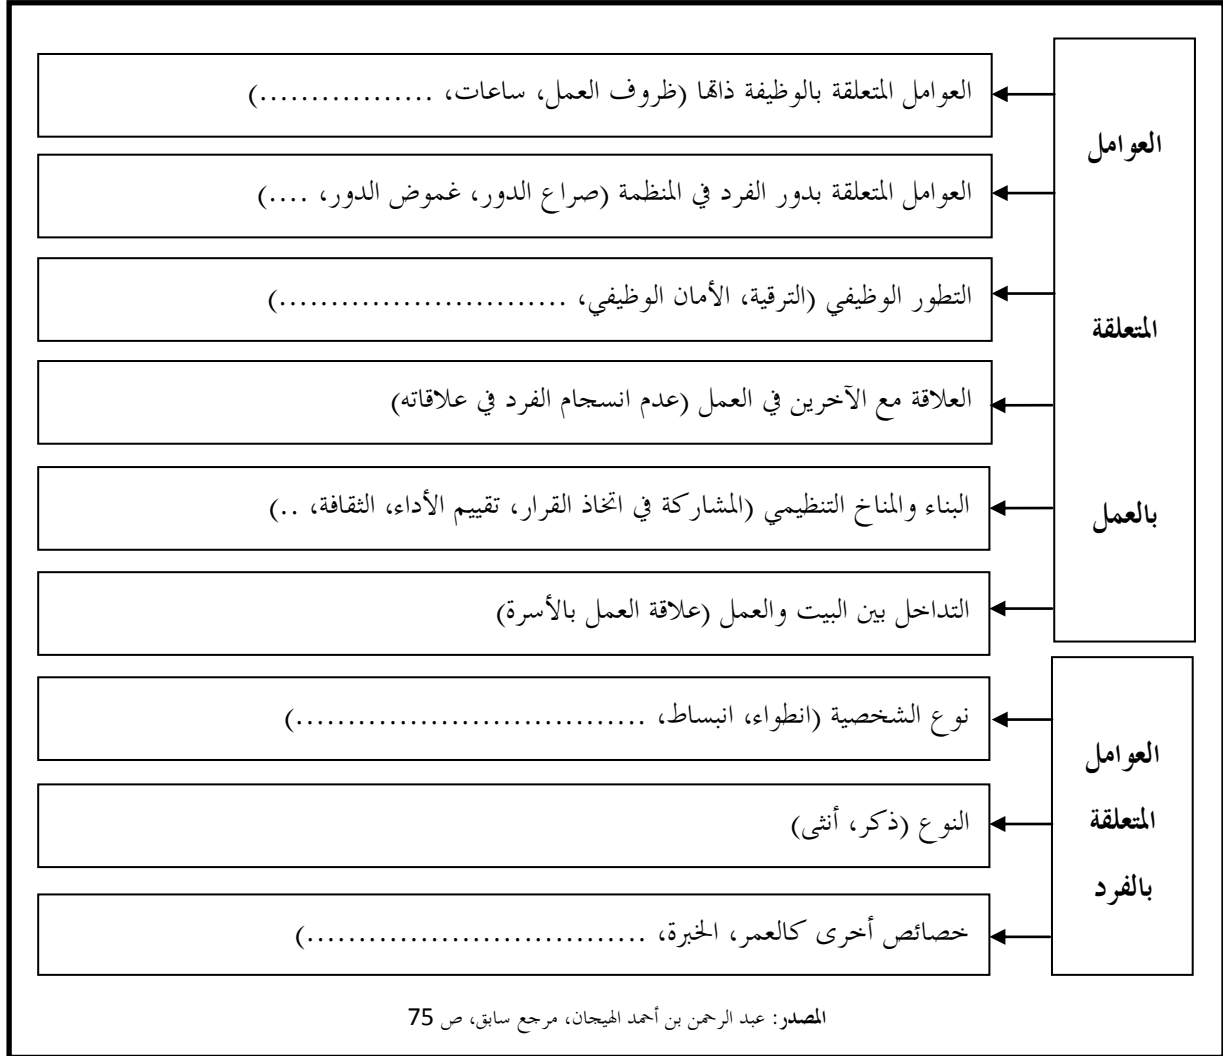 العوامل
المتعلقة
بالعمل
العوامل المتعلقة بالوظيفة ذاتها (ظروف العمل، ساعات، .................)
العوامل المتعلقة بدور الفرد في المنظمة (صراع الدور، غموض الدور، ....)
التطور الوظيفي (الترقية، الأمان الوظيفي، ............................)
العلاقة مع الآخرين في العمل (عدم انسجام الفرد في علاقاته)
البناء والمناخ التنظيمي (المشاركة في اتخاذ القرار، تقييم الأداء، الثقافة، ..)
التداخل بين البيت والعمل (علاقة العمل بالأسرة)
العوامل
المتعلقة
بالفرد
نوع الشخصية (انطواء، انبساط، ..................................)
النوع (ذكر، أنثى)
خصائص أخرى كالعمر، الخبرة، .................................)
المصدر: عبد الرحمن بن أحمد الهيجان، مرجع سابق، ص 75